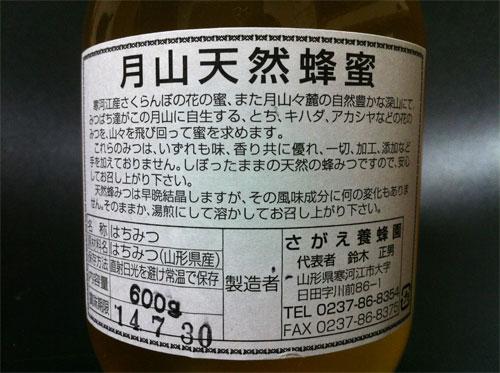 月山天然蜂蜜
寒河江産さくらんぼの花の蜜、また月山々麓の自然豊かな深山にて、
みつばち達がこの月山に自生する、とち、キハダ、アカシヤなどの花の
みつを、山々を飛び回って蜜を求めます。
これらのみつは、いずれも味、香り共に優れ、一切、加工、添加など
手を加えておりません。しぼったままの天然の蜂みつですので、安心
してお召し上がり下さい。
天然蜂みつは早晩結晶しますが、その風味成分に何の変化もありま
せん。そのままか、湯煎にして溶かしてお召し上り下さい。
名称 はちみつ
原材料名 はちみつ(山形県産)
保存方法 直射日光を避け常温で保存
内容量 600g
賞味期限 14.7.30
製造者
さがえ養蜂園
代表者 鈴木 正男
山形県寒河江市大字
日田字川前86-1
TEL 0237-86-8354
FAX 0237-86-8375